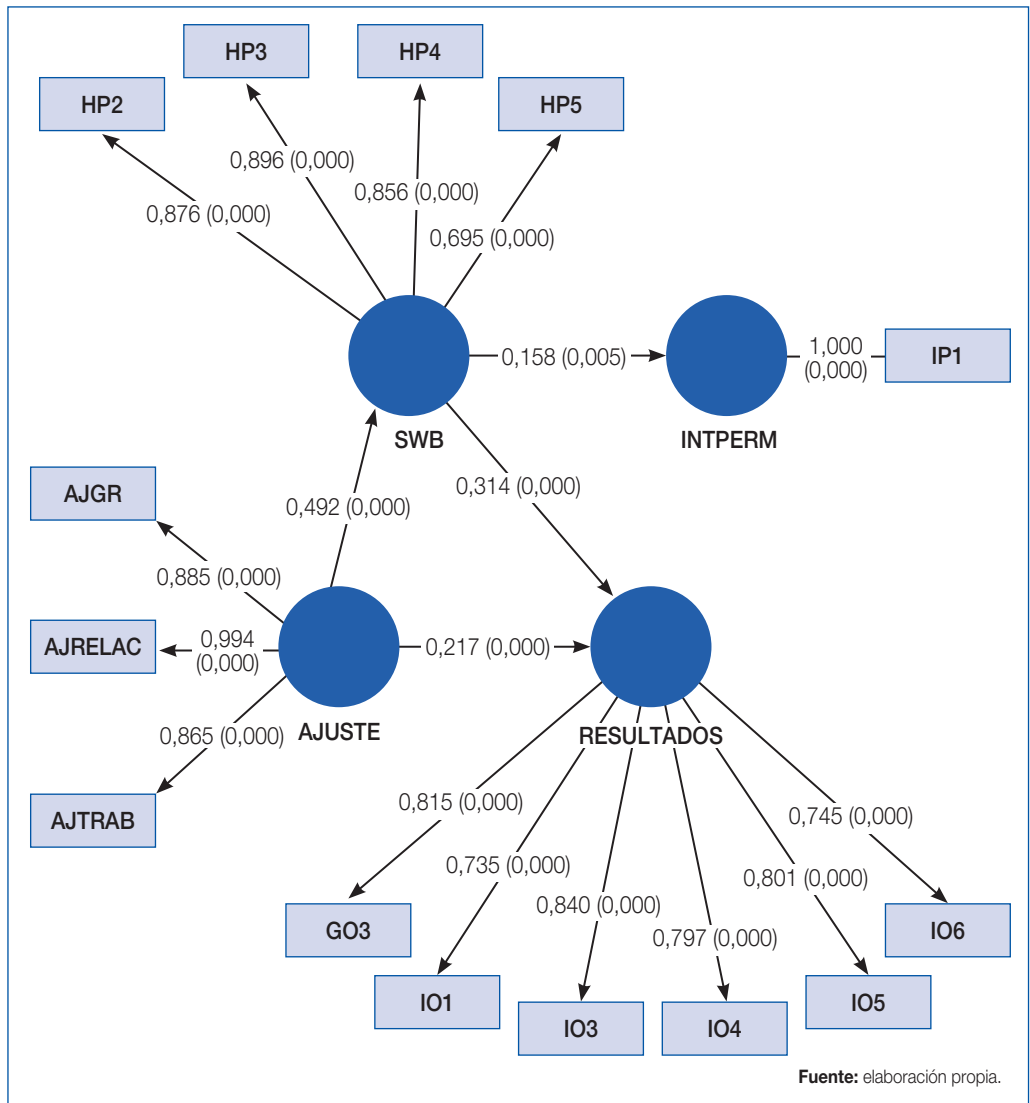 HP3
HP4
HP2
HP5
0,896 (0,000)
0,856 (0,000)
0,876 (0,000)
0,695 (0,000)
0,158 (0,005)
1,000
(0,000)
IP1
SWB
INTPERM
AJGR
0,314 (0,000)
0,492 (0,000)
0,885 (0,000)
AJRELAC
0,994
(0,000)
0,217 (0,000)
0,865 (0,000)
AJUSTE
RESULTADOS
AJTRAB
0,815 (0,000)
0,745 (0,000)
0,735 (0,000)
0,801 (0,000)
0,840 (0,000)
0,797 (0,000)
GO3
IO6
IO1
IO5
IO3
IO4
Fuente: elaboración propia.